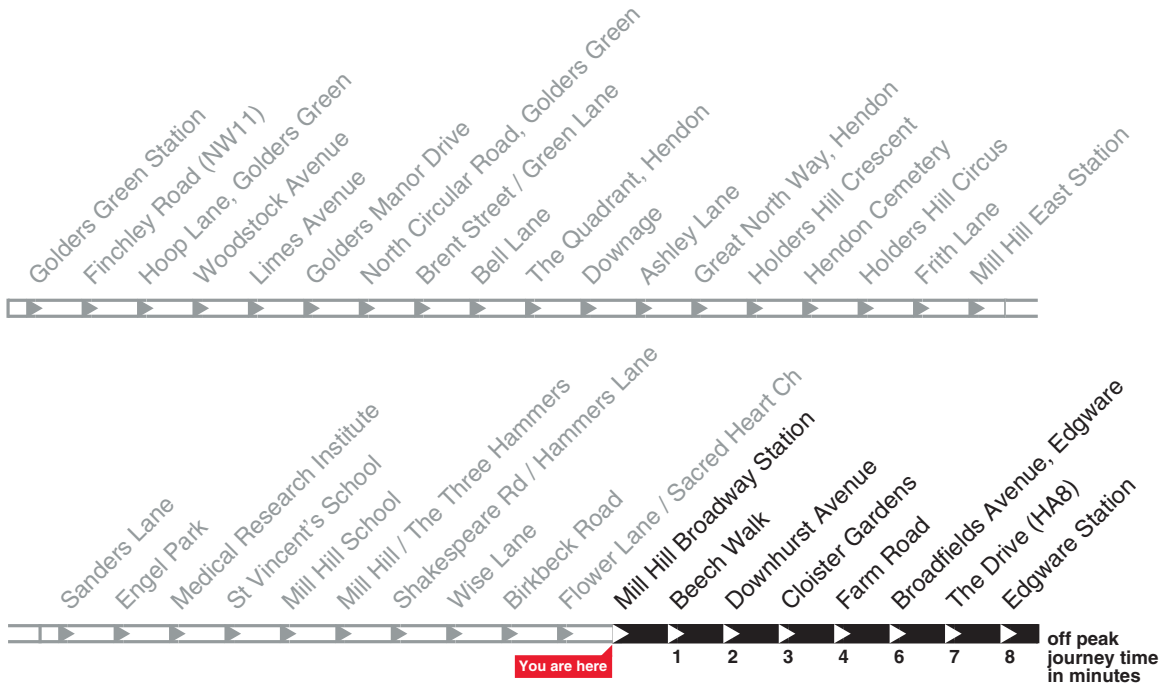 Golders Green Station
Finchley Road (NW11)
Hoop Lane, Golders Green
Woodstock Avenue
Limes Avenue
Golders Manor Drive
North Circular Road, Golders Green
Brent Street / Green Lane
Bell Lane
The Quadrant, Hendon
Downage
Ashley Lane
Great North Way, Hendon
Holders Hill Crescent
Hendon Cemetery
Holders Hill Circus
Frith Lane
Mill Hill East Station
Sanders Lane
Engel Park
Medical Research Institute
St Vincent's School
Mill Hill School
Mill Hill / The Three Hammers
Shakespeare Rd / Hammers Lane
Wise Lane
Birkbeck Road
Flower Lane / Sacred Heart Ch
Mill Hill Broadway Station
Beech Walk
Downhurst Avenue
Cloister Gardens
Farm Road
Broadfields Avenue, Edgware
The Drive (HA8)
Edgware Station
You are here
1 2 3 4 6 7 8
off peak
journey time
in minutes